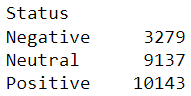 Status
Negative 3279
Neutral 9137
Positive 10143